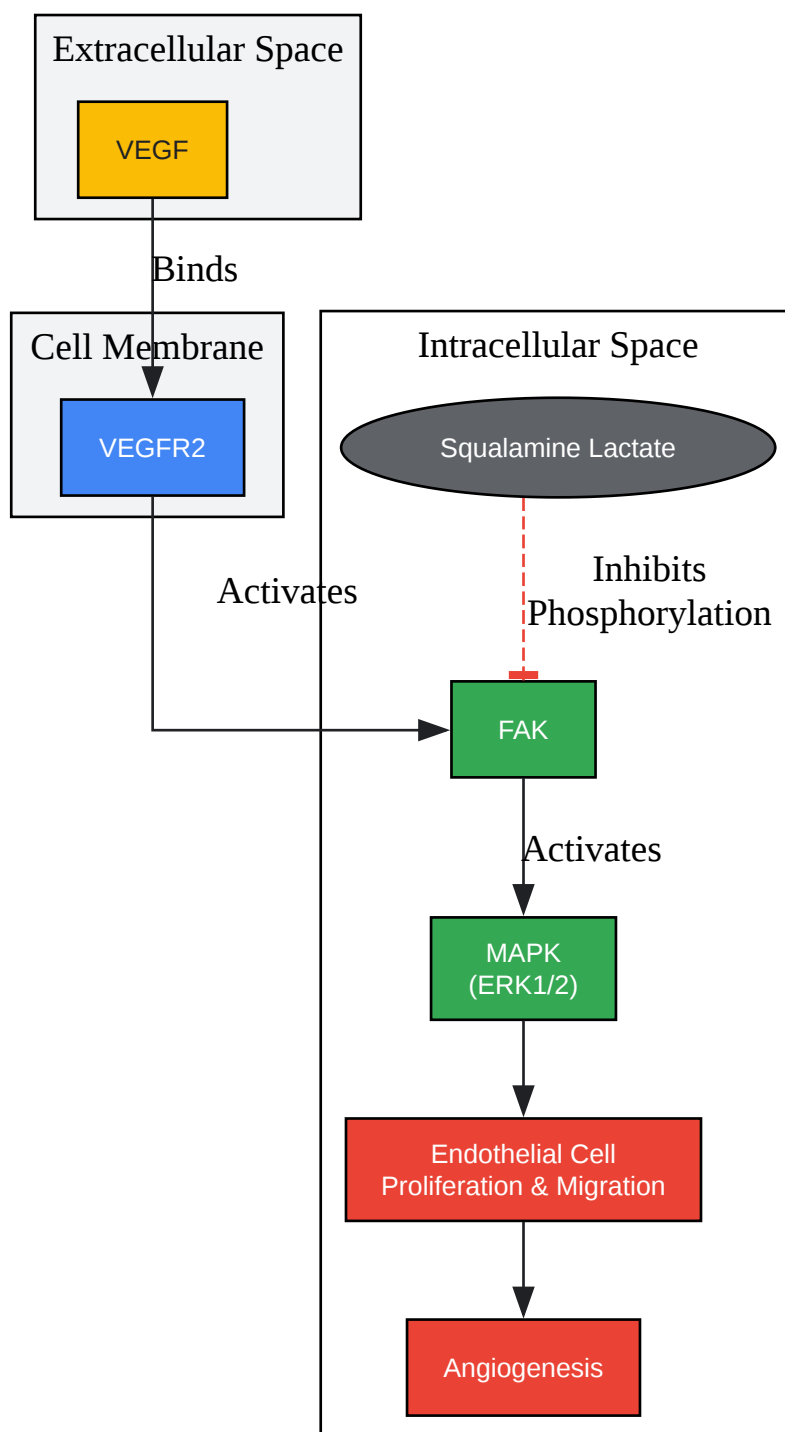 Extracellular Space
VEGF
Binds
Cell Membrane
VEGFR2
Intracellular Space
Squalamine Lactate
Activates
Inhibits
Phosphorylation
FAK
Activates
MAPK
(ERK1/2)
Endothelial Cell
Proliferation & Migration
Angiogenesis